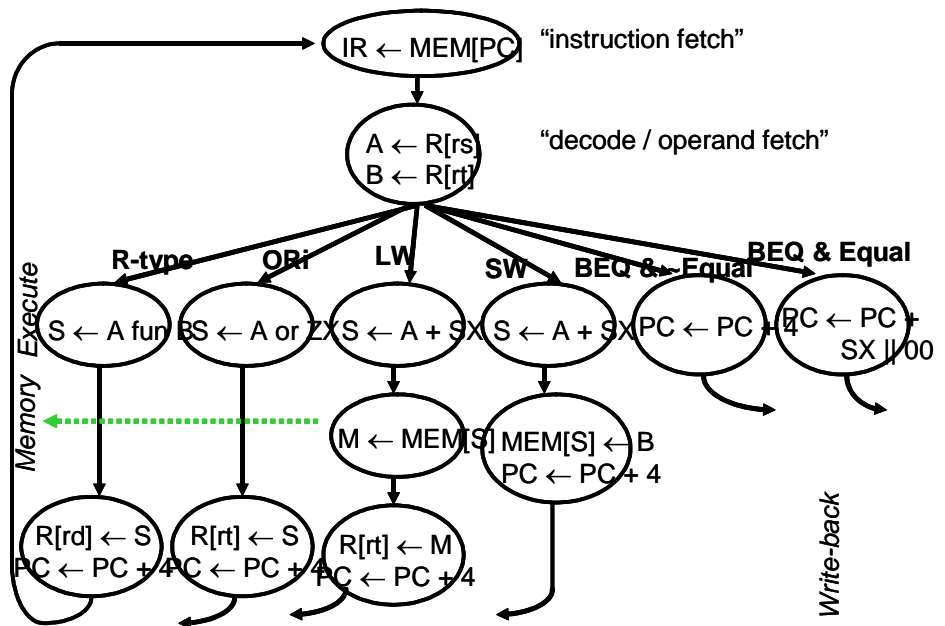 IR ← MEM[PC]
“instruction fetch”
A ← R[rs]
B ← R[rt]
“decode / operand fetch”
R-type
ORi
LW
SW
BEQ & ~Equal
BEQ & Equal
Execute
S ← A fun B
S ← A or ZX
S ← A + SX
S ← A + SX
PC ← PC + 4
PC ← PC +
SX || 00
Memory
M ← MEM[S]
MEM[S] ← B
PC ← PC + 4
R[rd] ← S
PC ← PC + 4
R[rt] ← S
PC ← PC + 4
R[rt] ← M
PC ← PC + 4
Write-back